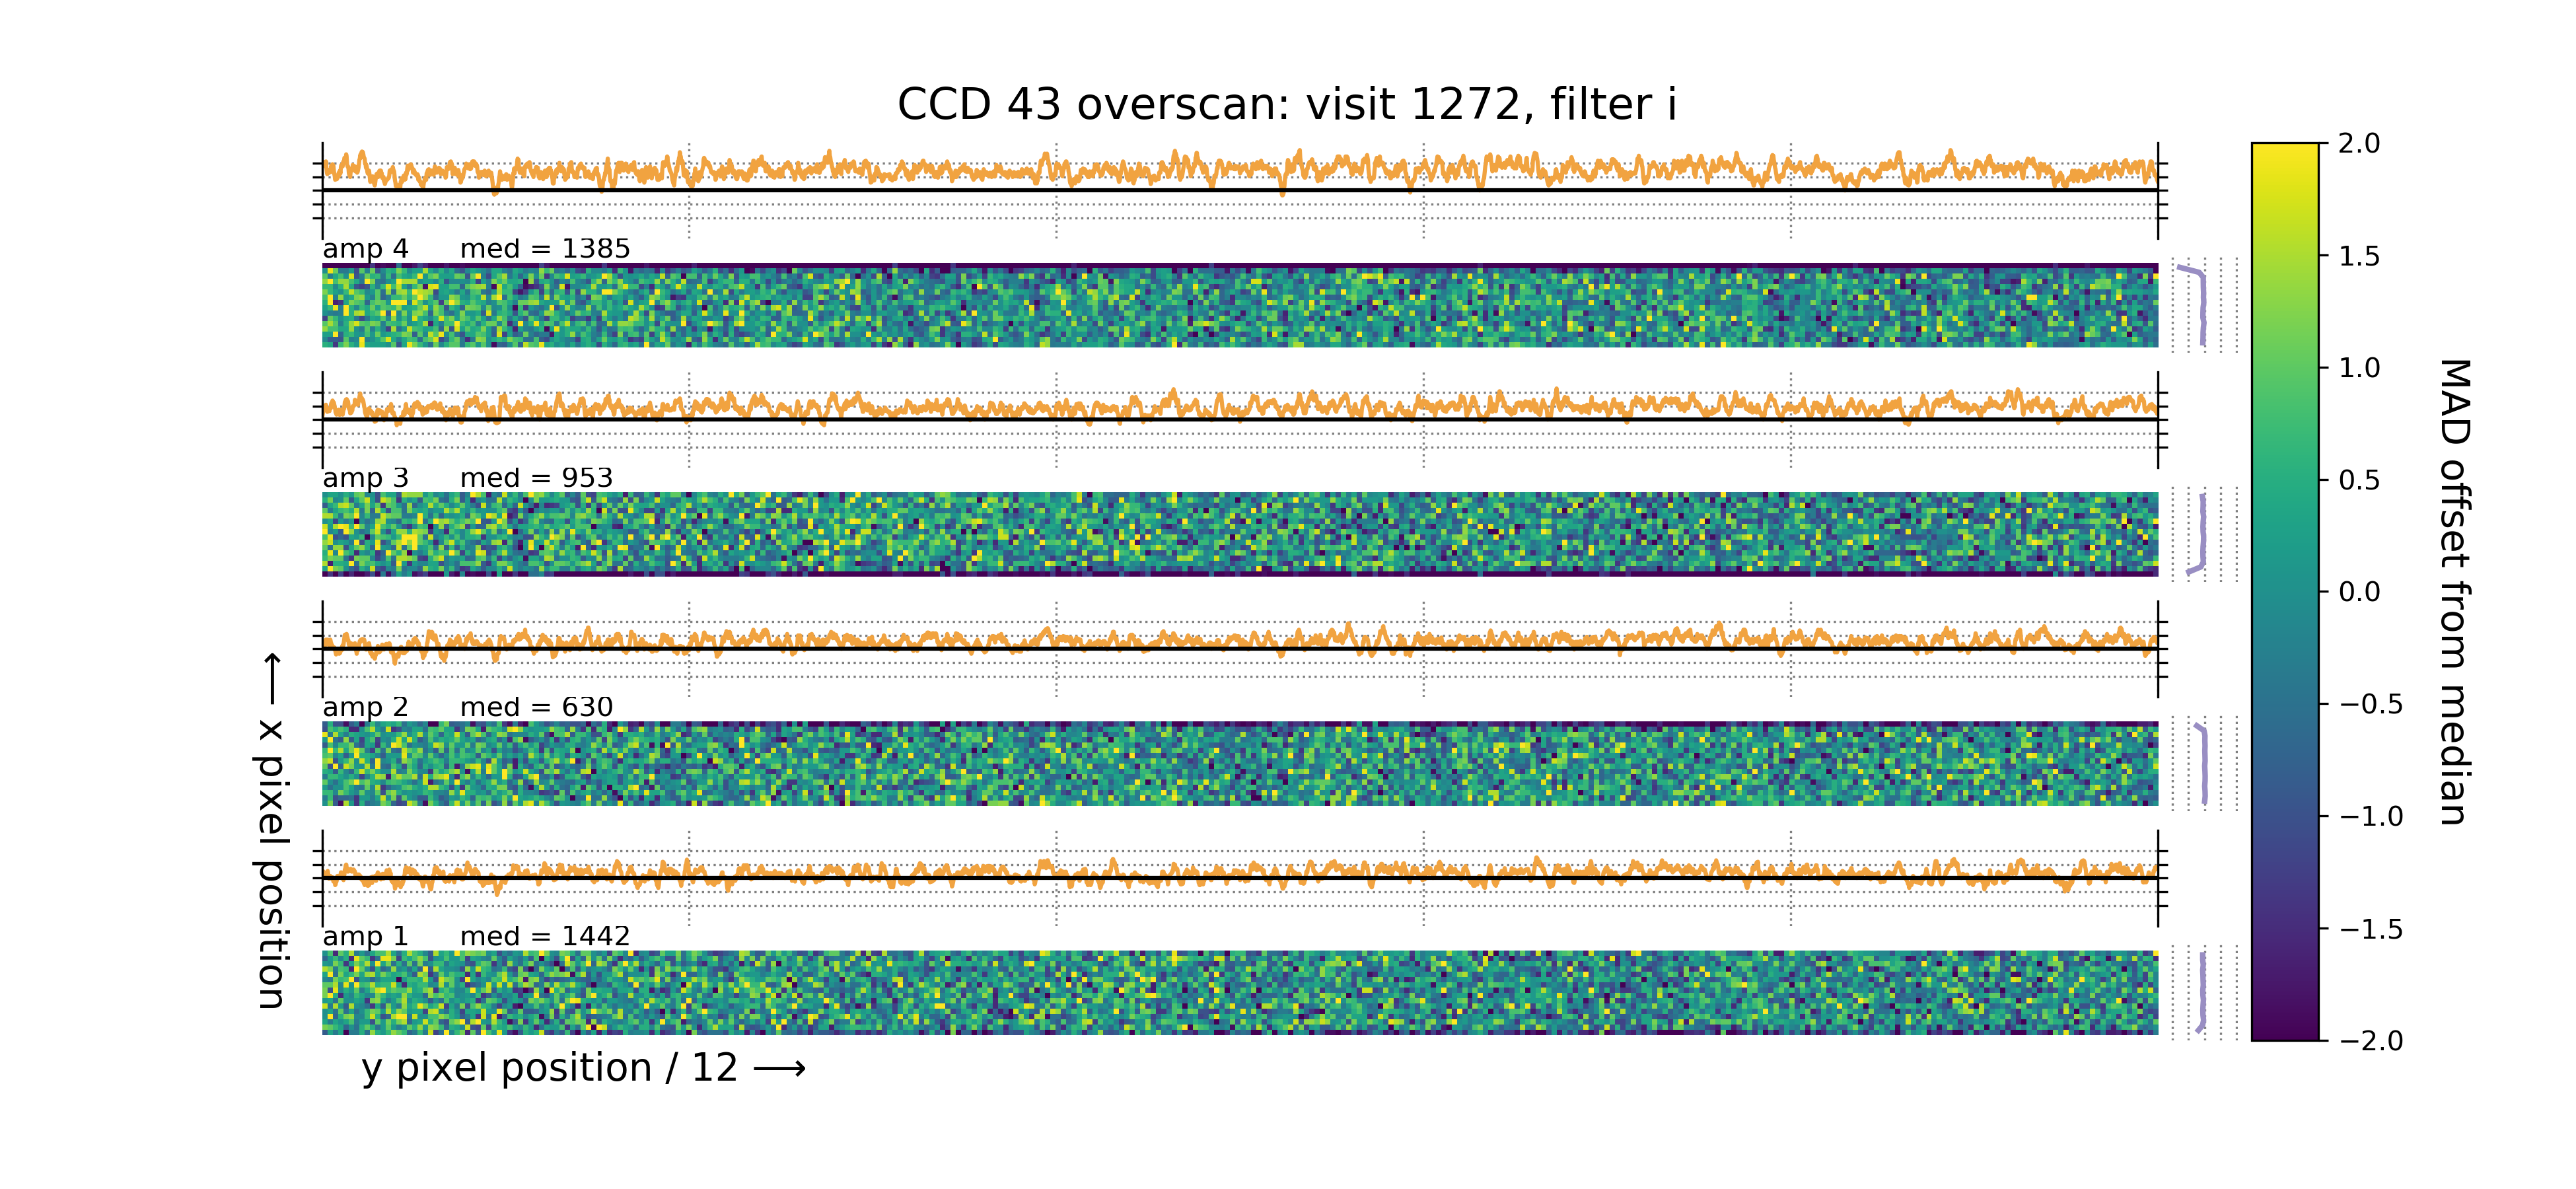 CCD 43 overscan: visit 1272, filter i
amp 4 med = 1385
amp 3 med = 953
amp 2 med = 630
amp 1 med = 1442
⟵ x pixel position
y pixel position / 12 ⟶
2.0
1.5
1.0
0.5
0.0
−0.5
−1.0
−1.5
−2.0
MAD offset from median